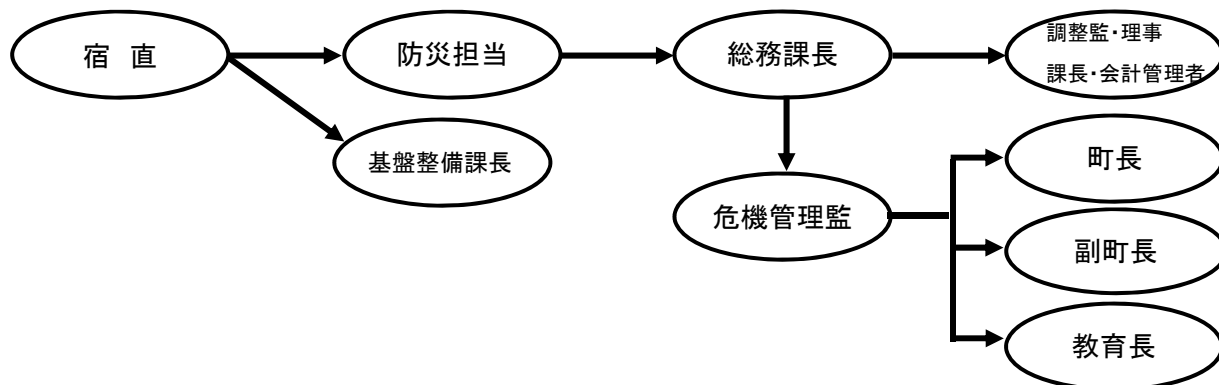 宿　直
防災担当
総務課長
調整監・理事
課長・会計管理者
基盤整備課長
町長
危機管理監
副町長
教育長